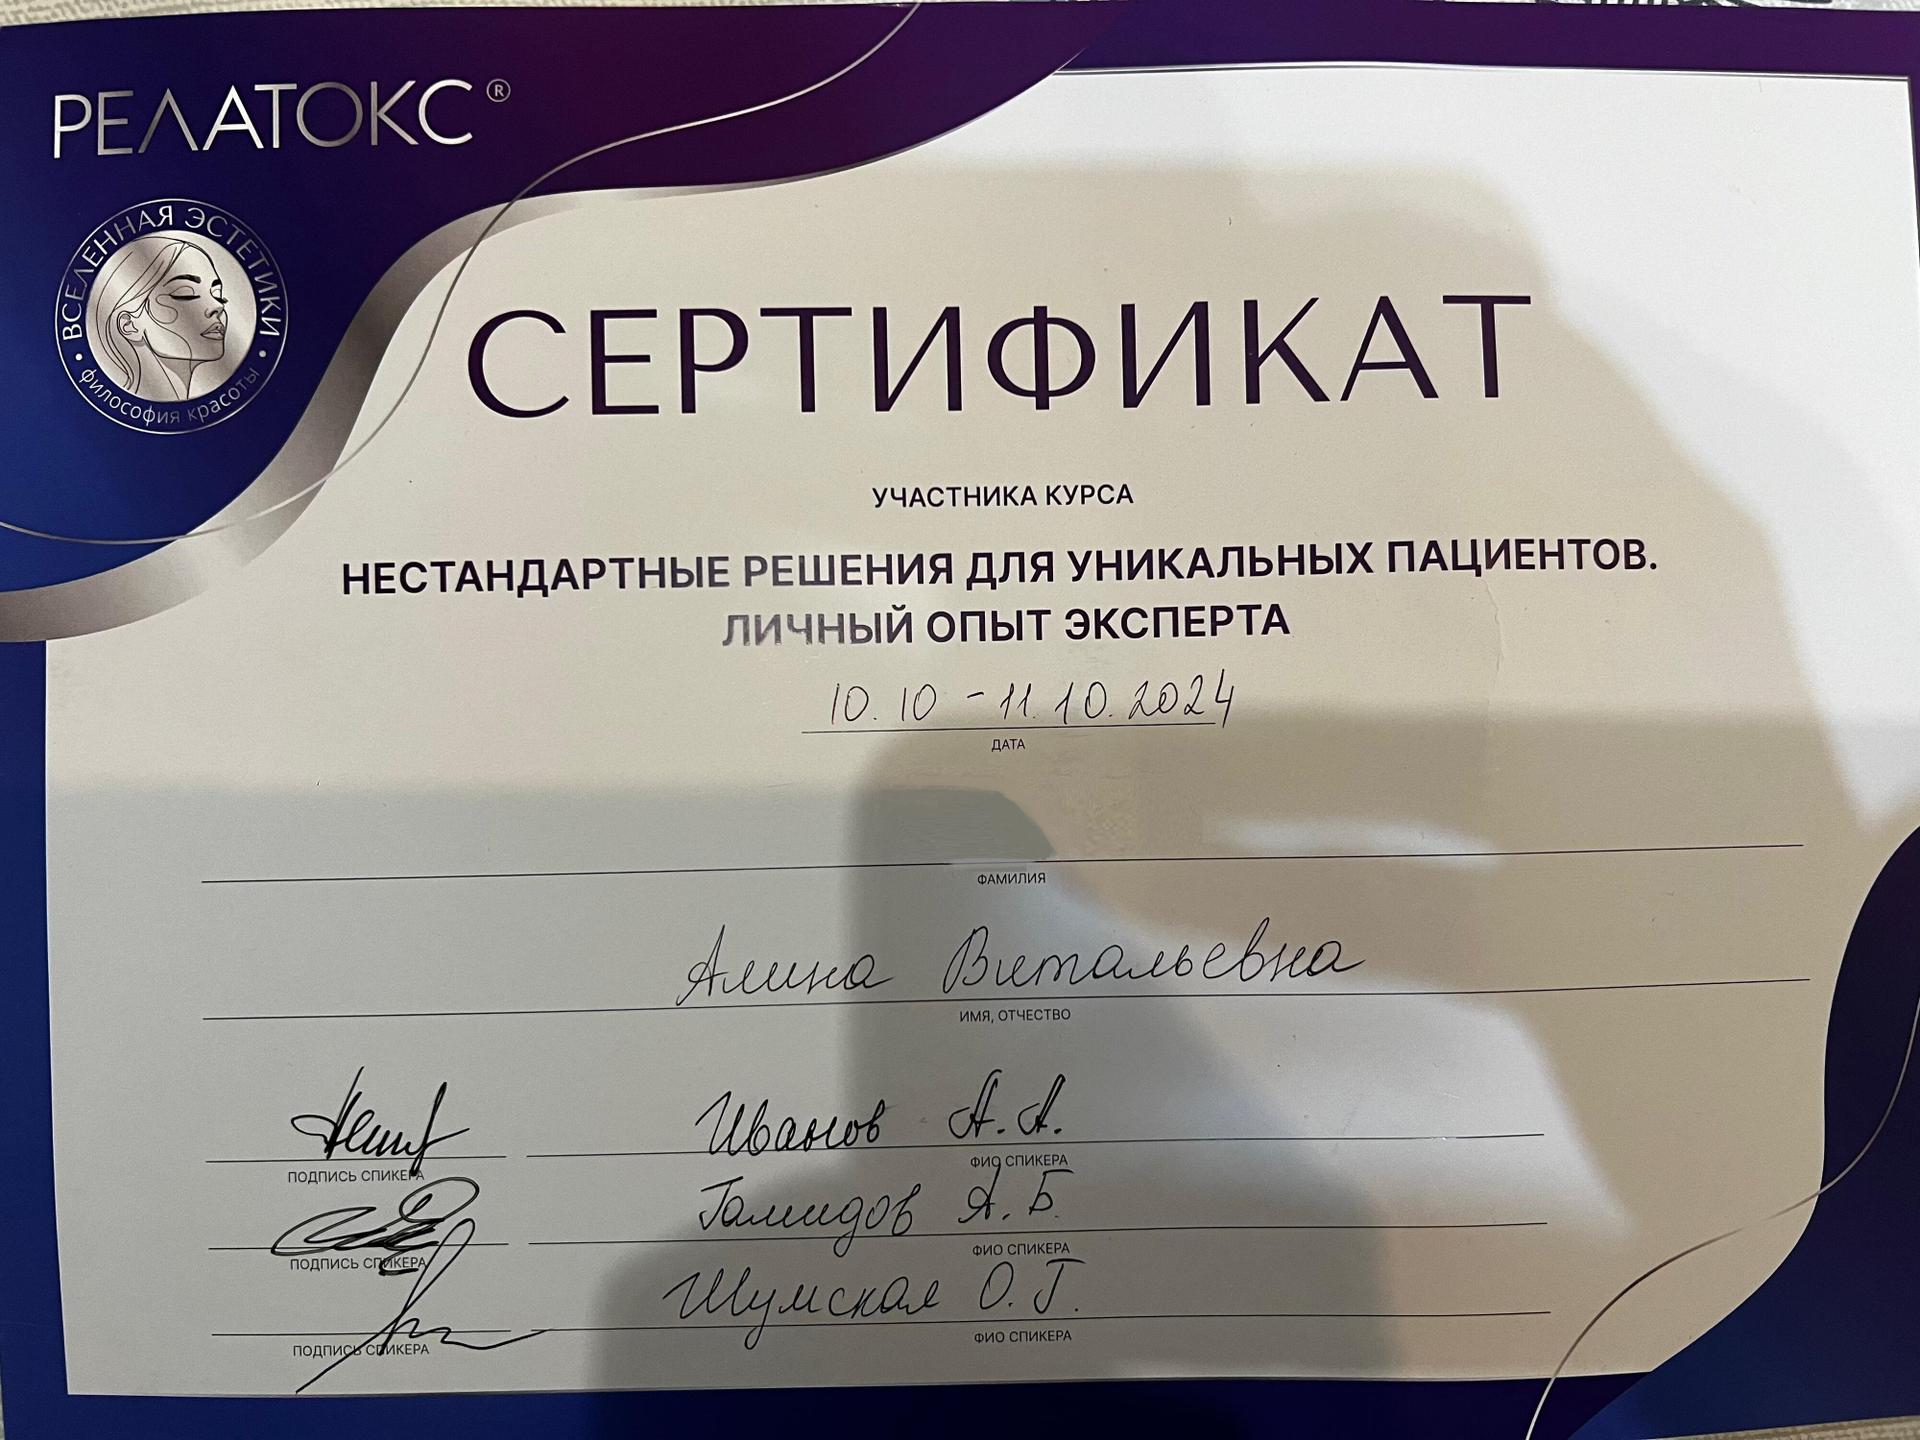 РЕЛАТОКС®
ВСЕЛЕННАЯ ЭСТЕТИКИ
философия красоты
СЕРТИФИКАТ
УЧАСТНИКА КУРСА
НЕСТАНДАРТНЫЕ РЕШЕНИЯ ДЛЯ УНИКАЛЬНЫХ ПАЦИЕНТОВ.
ЛИЧНЫЙ ОПЫТ ЭКСПЕРТА
10.10 - 11.10.2024
ДАТА
ФАМИЛИЯ
Алина Витальевна
ИМЯ, ОТЧЕСТВО
Иванов А.А.
ПОДПИСЬ СПИКЕРА ФИО СПИКЕРА
Гамидов А.Б.
ПОДПИСЬ СПИКЕРА ФИО СПИКЕРА
Шумская О.Г.
ПОДПИСЬ СПИКЕРА ФИО СПИКЕРА